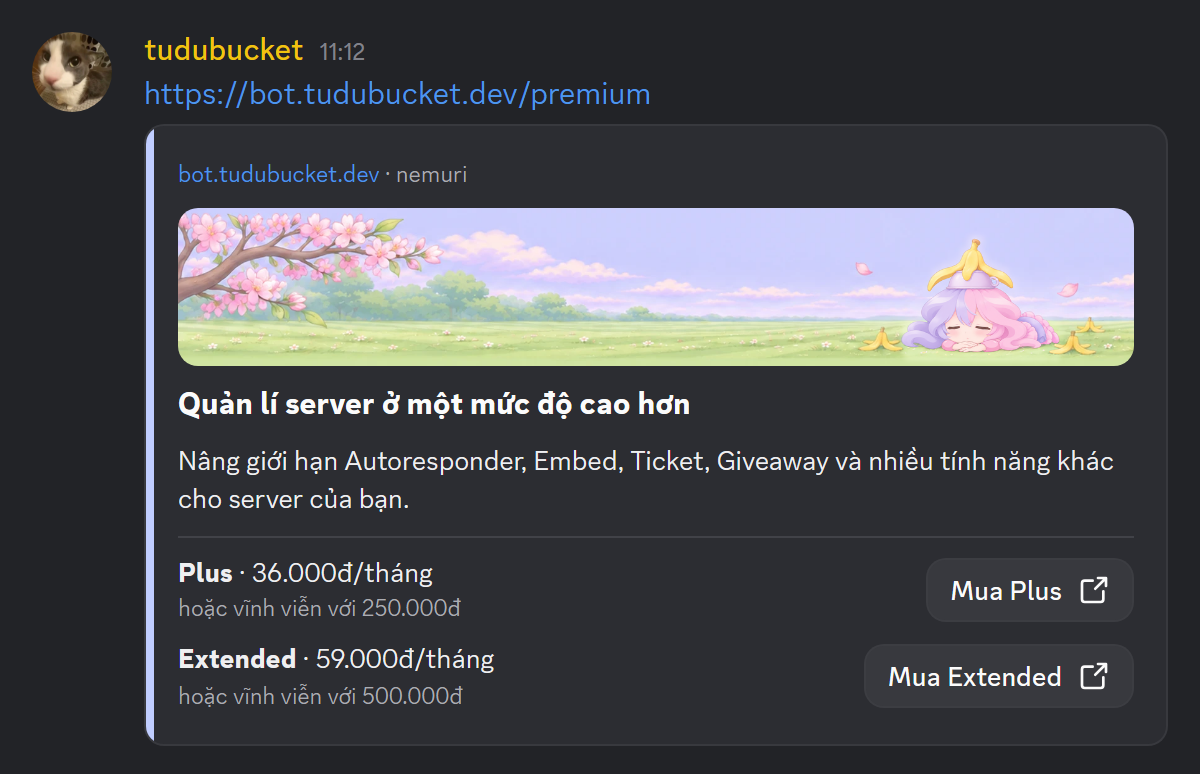 tudubucket 11:12
https://bot.tudubucket.dev/premium
bot.tudubucket.dev · nemuri
Quản lí server ở một mức độ cao hơn
Nâng giới hạn Autoresponder, Embed, Ticket, Giveaway và nhiều tính năng khác
cho server của bạn.
Plus · 36.000đ/tháng
hoặc vĩnh viễn với 250.000đ
Mua Plus
Extended · 59.000đ/tháng
hoặc vĩnh viễn với 500.000đ
Mua Extended